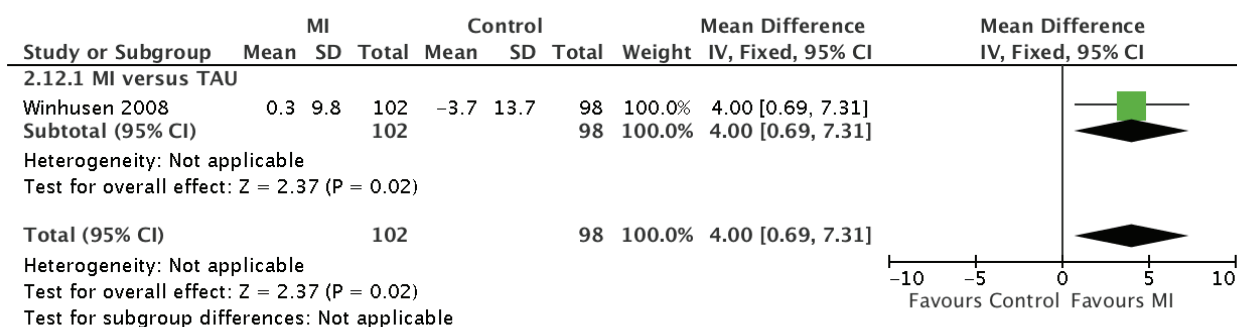 MI Control Mean Difference Mean Difference
Study or Subgroup Mean SD Total Mean SD Total Weight IV, Fixed, 95% CI IV, Fixed, 95% CI
2.12.1 MI versus TAU
Winhusen 2008 0.3 9.8 102 −3.7 13.7 98 100.0% 4.00 [0.69, 7.31]
Subtotal (95% CI) 102 98 100.0% 4.00 [0.69, 7.31]
Heterogeneity: Not applicable
Test for overall effect: Z = 2.37 (P = 0.02)
Total (95% CI) 102 98 100.0% 4.00 [0.69, 7.31]
Heterogeneity: Not applicable
Test for overall effect: Z = 2.37 (P = 0.02)
Test for subgroup differences: Not applicable
−10 −5 0 5 10
Favours Control Favours MI